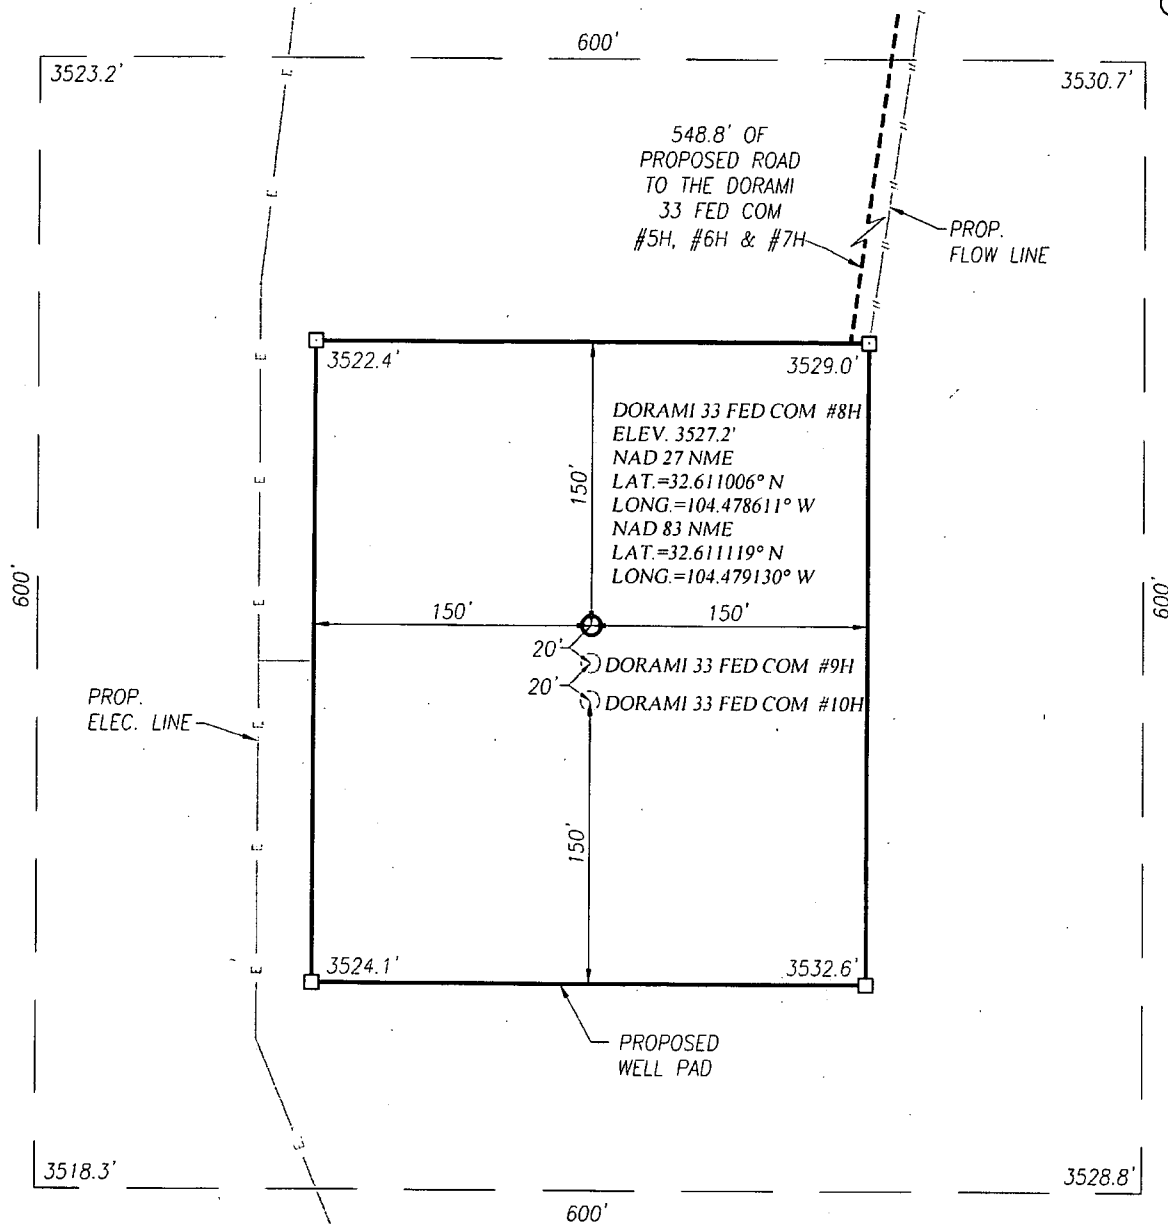 600'
3523.2'
3530.7'
548.8' OF
PROPOSED ROAD
TO THE DORAMI
33 FED COM
#5H, #6H & #7H
PROP.
FLOW LINE
3522.4'
3529.0'
DORAMI 33 FED COM #8H
ELEV. 3527.2'
NAD 27 NME
LAT.=32.611006° N
LONG.=104.478611° W
NAD 83 NME
LAT.=32.611119° N
LONG.=104.479130° W
150'
600'
600'
150'
150'
20'
DORAMI 33 FED COM #9H
20'
DORAMI 33 FED COM #10H
PROP.
ELEC. LINE
150'
3524.1'
3532.6'
PROPOSED
WELL PAD
3518.3'
3528.8'
600'
E
E
E
E
E
E
E
E
E
E